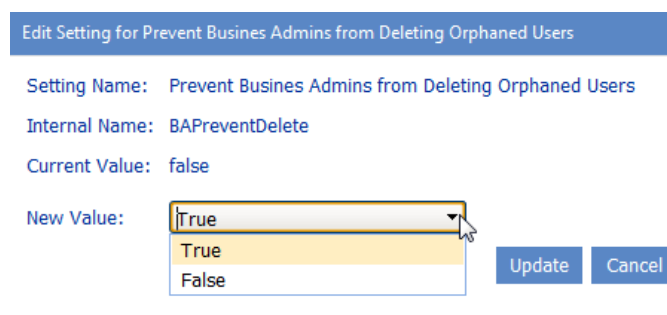 Edit Setting for Prevent Busines Admins from Deleting Orphaned Users
Setting Name: Prevent Busines Admins from Deleting Orphaned Users
Internal Name: BAPreventDelete
Current Value: false
New Value: True
True
False
Update Cancel